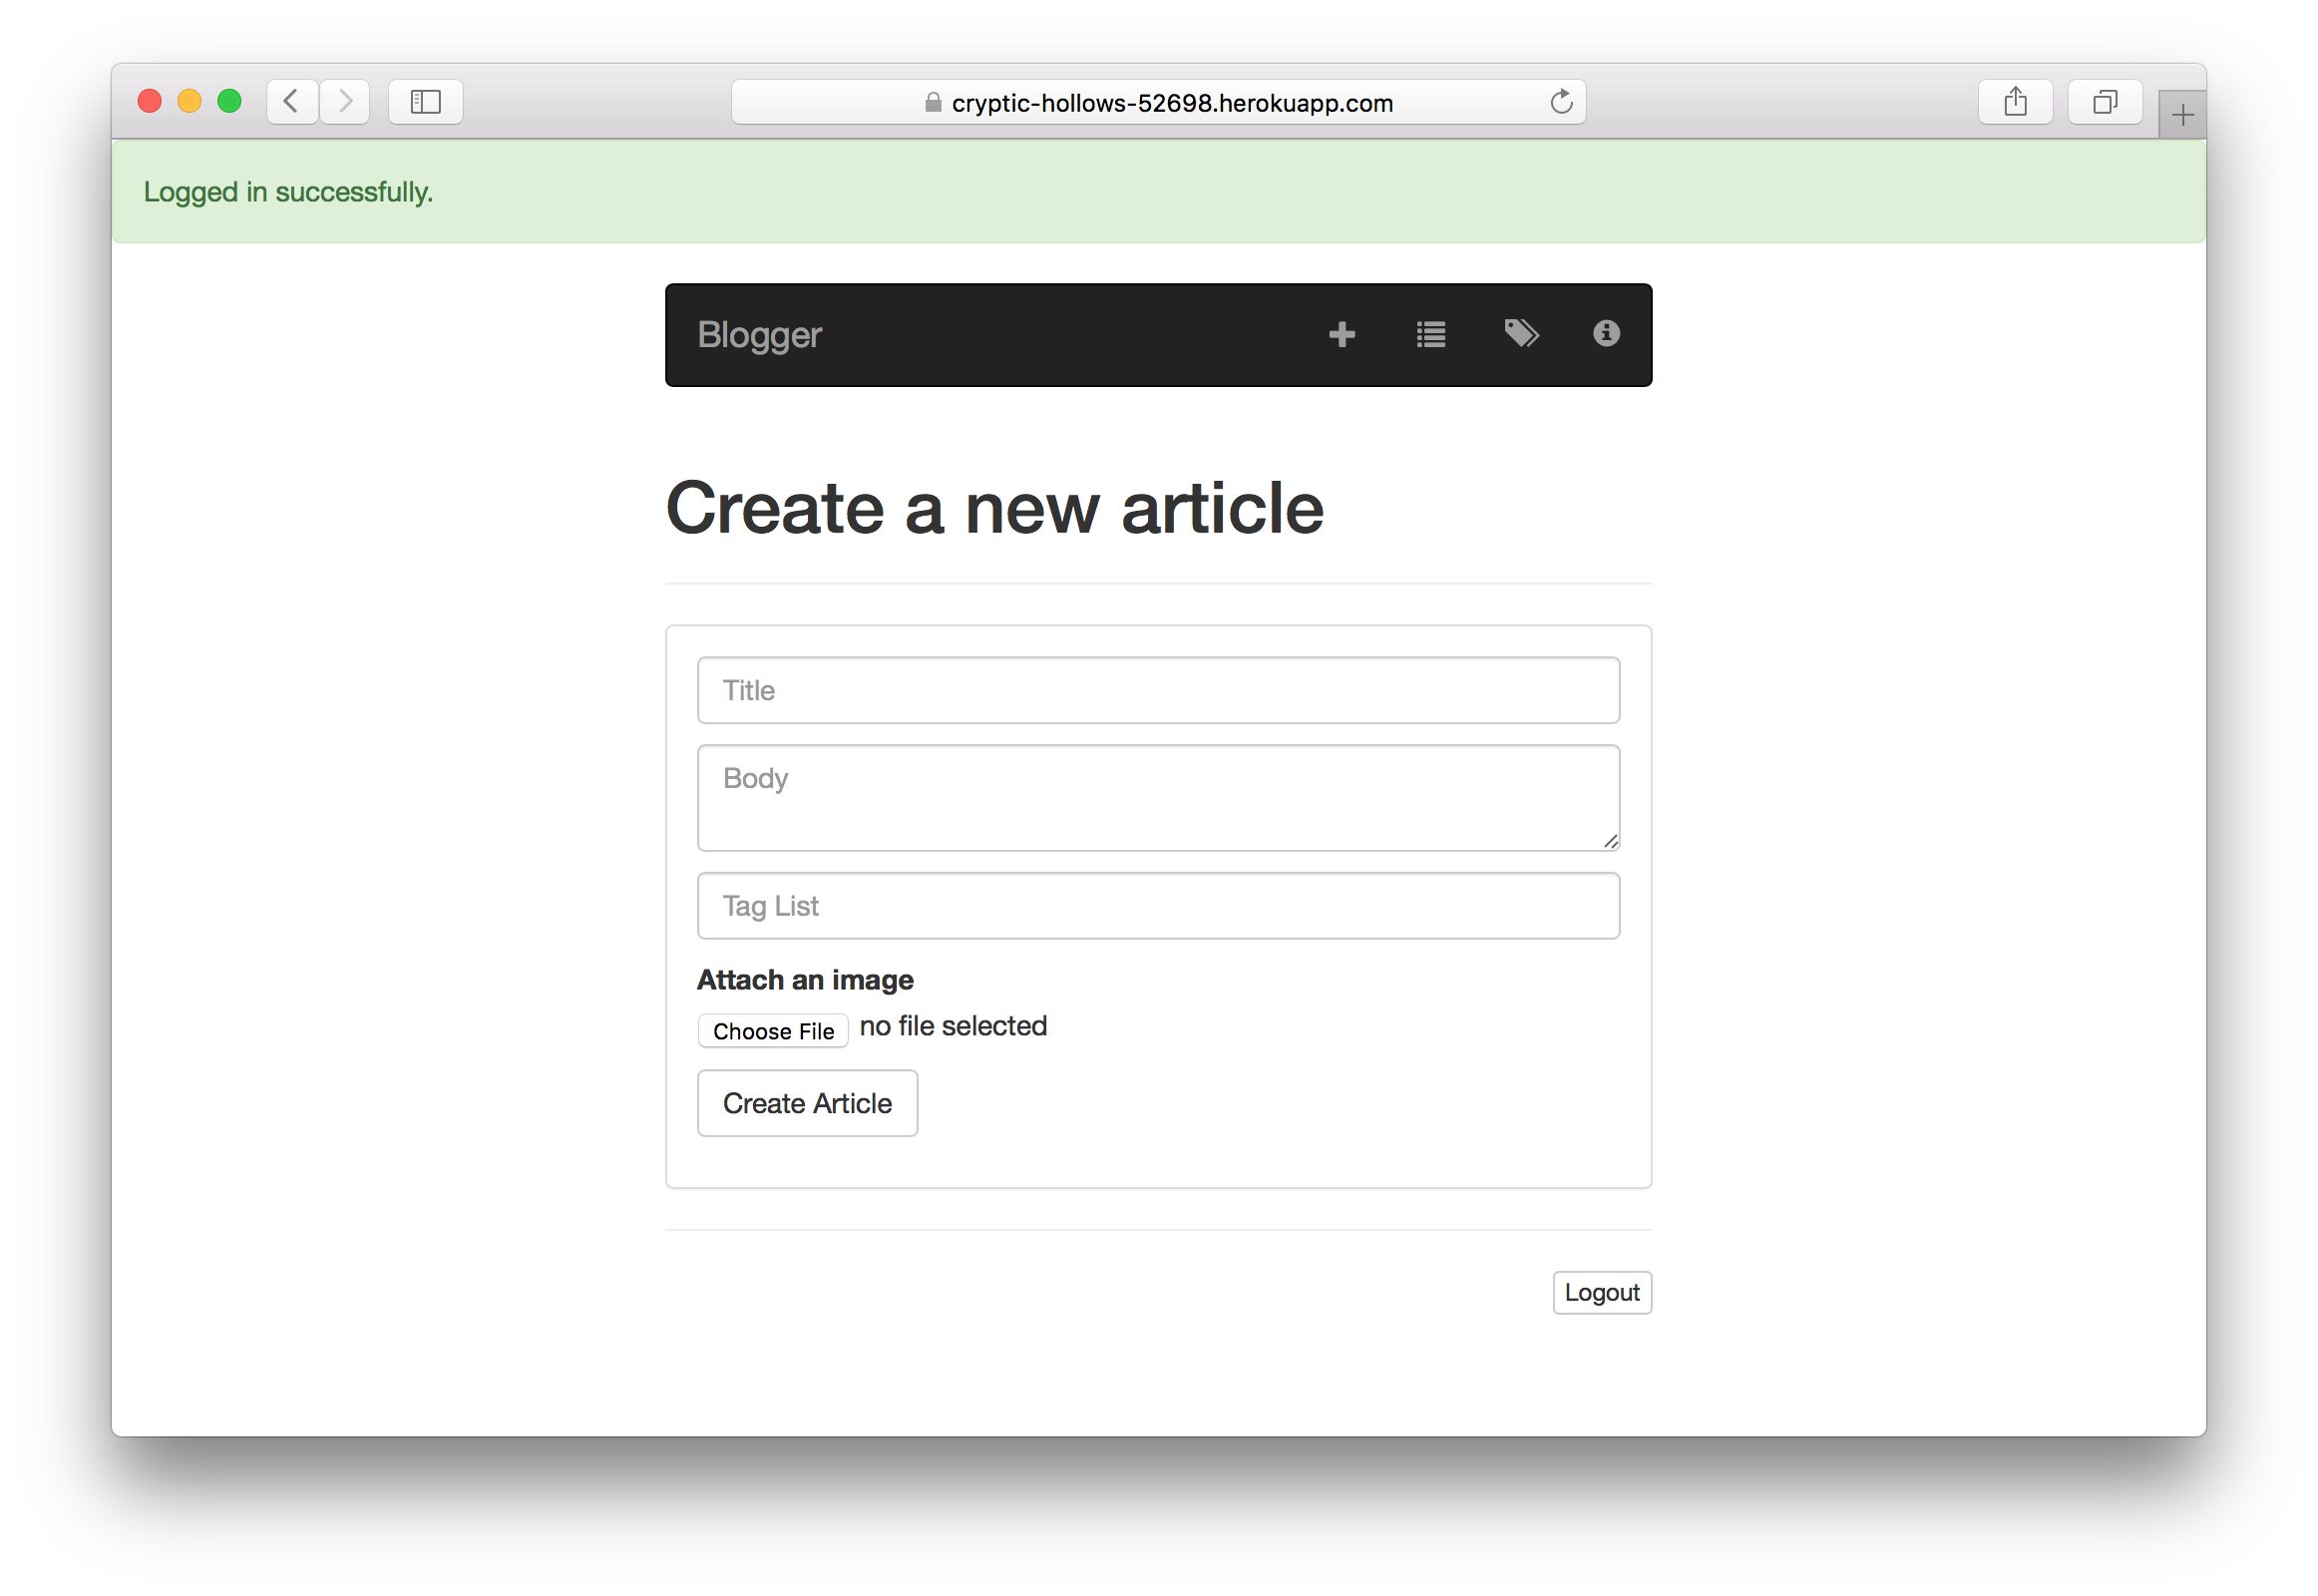 cryptic-hollows-52698.herokuapp.com
Logged in successfully.
Blogger
Create a new article
Title
Body
Tag List
Attach an image
Choose File no file selected
Create Article
Logout